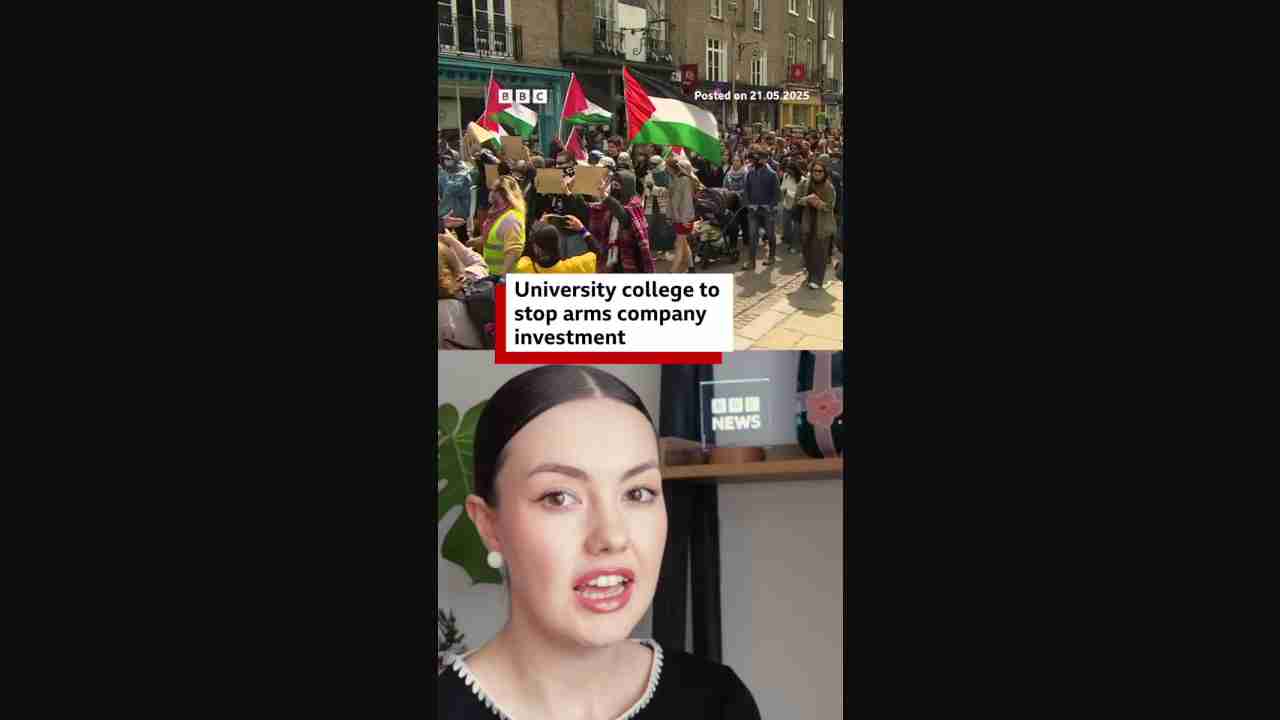 BBC
Posted on 21.05.2025
University college to
stop arms company
investment
BBC
NEWS